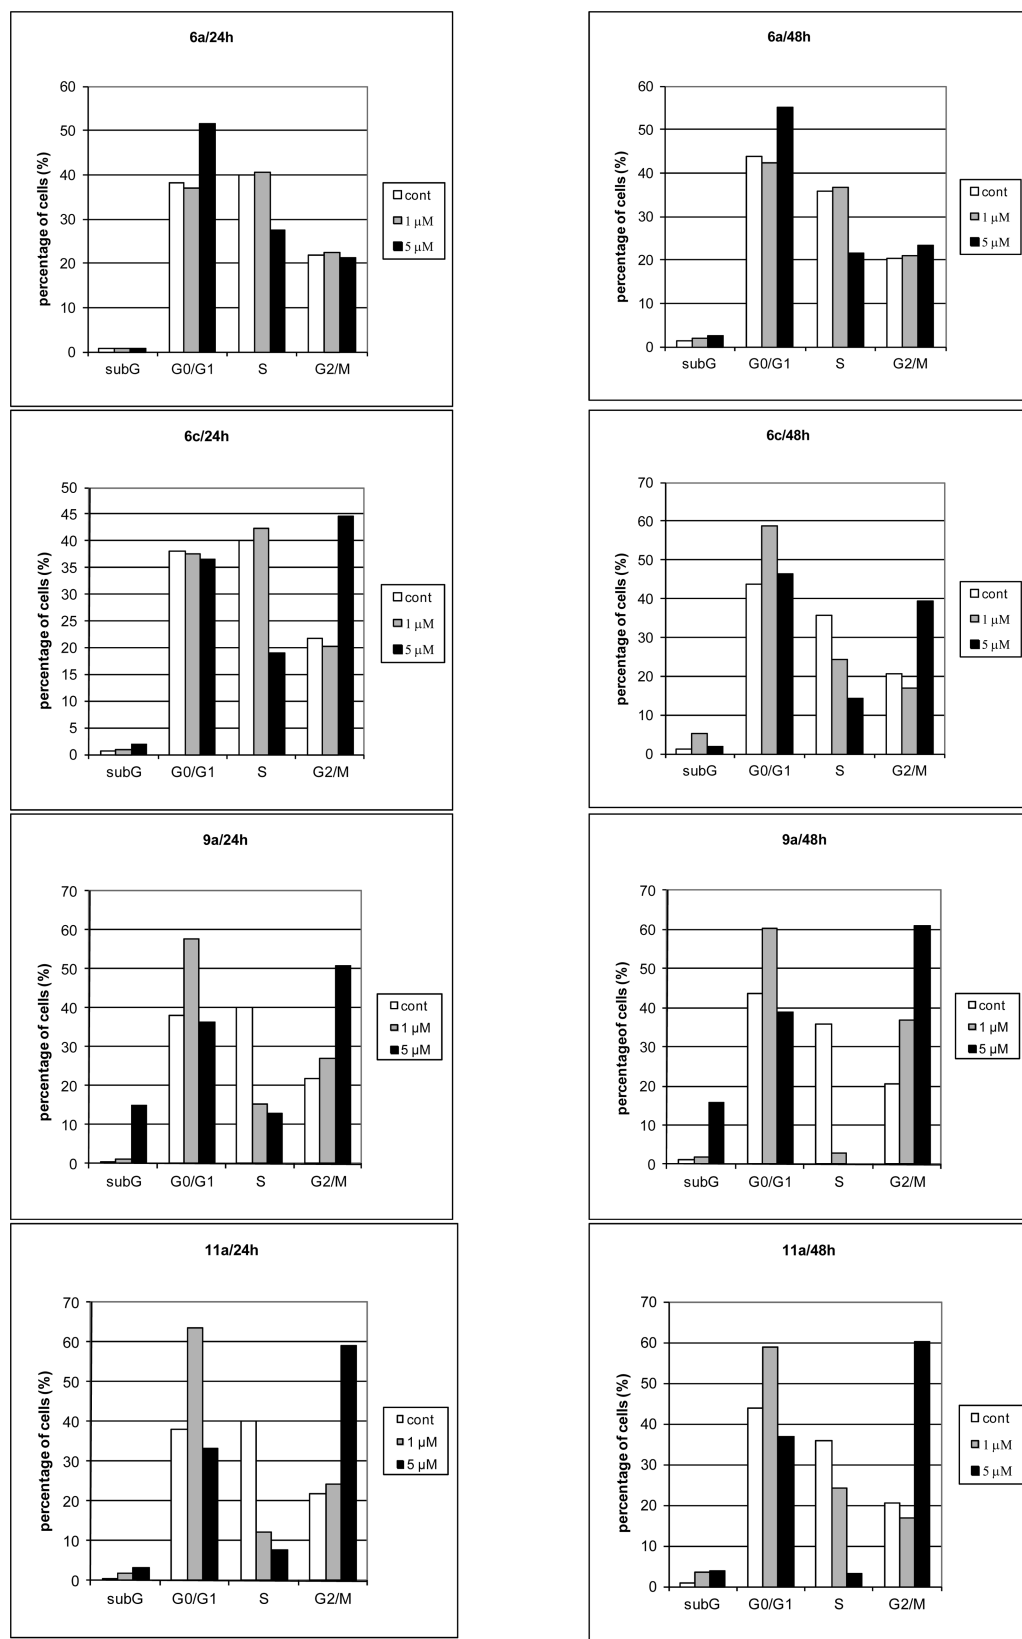 6a/24h
percentage of cells (%)
60
50
40
30
20
10
0
subG G0/G1 S G2/M
cont
1 µM
5 µM
6a/48h
percentage of cells (%)
60
50
40
30
20
10
0
subG G0/G1 S G2/M
cont
1 µM
5 µM
6c/24h
percentage of cells (%)
50
45
40
35
30
25
20
15
10
5
0
subG G0/G1 S G2/M
cont
1 µM
5 µM
6c/48h
percentage of cells (%)
70
60
50
40
30
20
10
0
subG G0/G1 S G2/M
cont
1 µM
5 µM
9a/24h
percentage of cells (%)
70
60
50
40
30
20
10
0
subG G0/G1 S G2/M
cont
1 µM
5 µM
9a/48h
percentageof cells (%)
70
60
50
40
30
20
10
0
subG G0/G1 S G2/M
cont
1 µM
5 µM
11a/24h
percentage of cells (%)
70
60
50
40
30
20
10
0
subG G0/G1 S G2/M
cont
1 µM
5 µM
11a/48h
percentage of cells (%)
70
60
50
40
30
20
10
0
subG G0/G1 S G2/M
cont
1 µM
5 µM